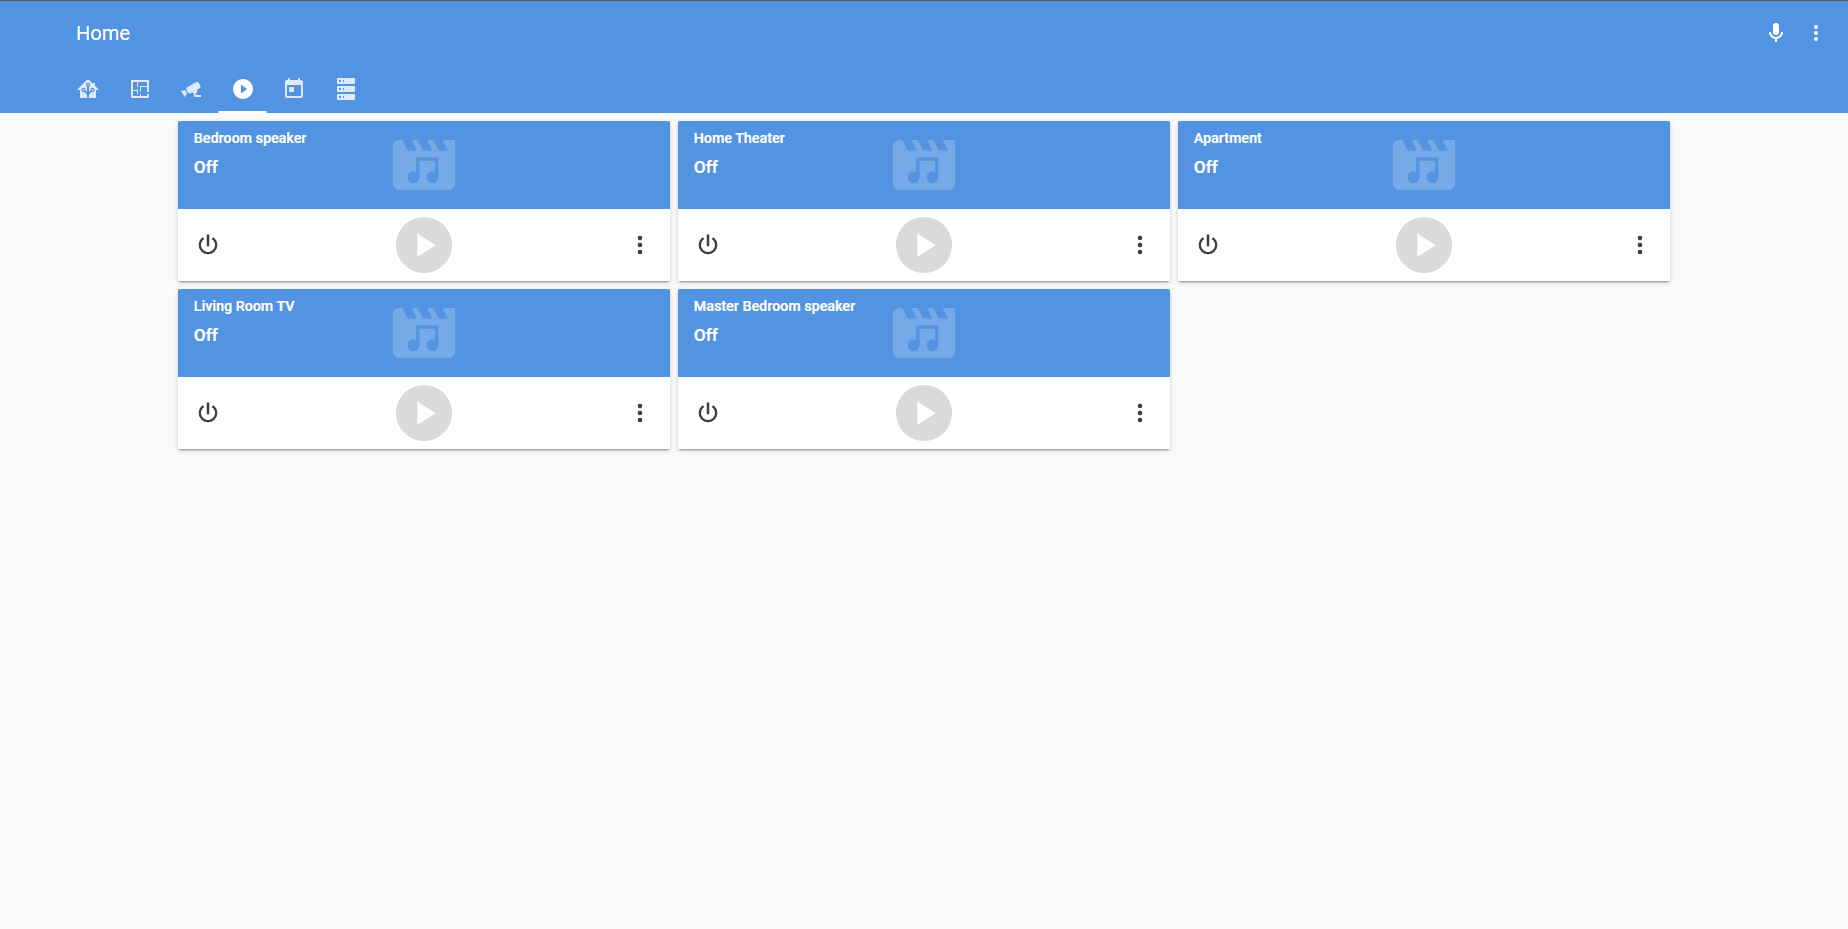 Home
Bedroom speaker
Off
Home Theater
Off
Apartment
Off
Living Room TV
Off
Master Bedroom speaker
Off